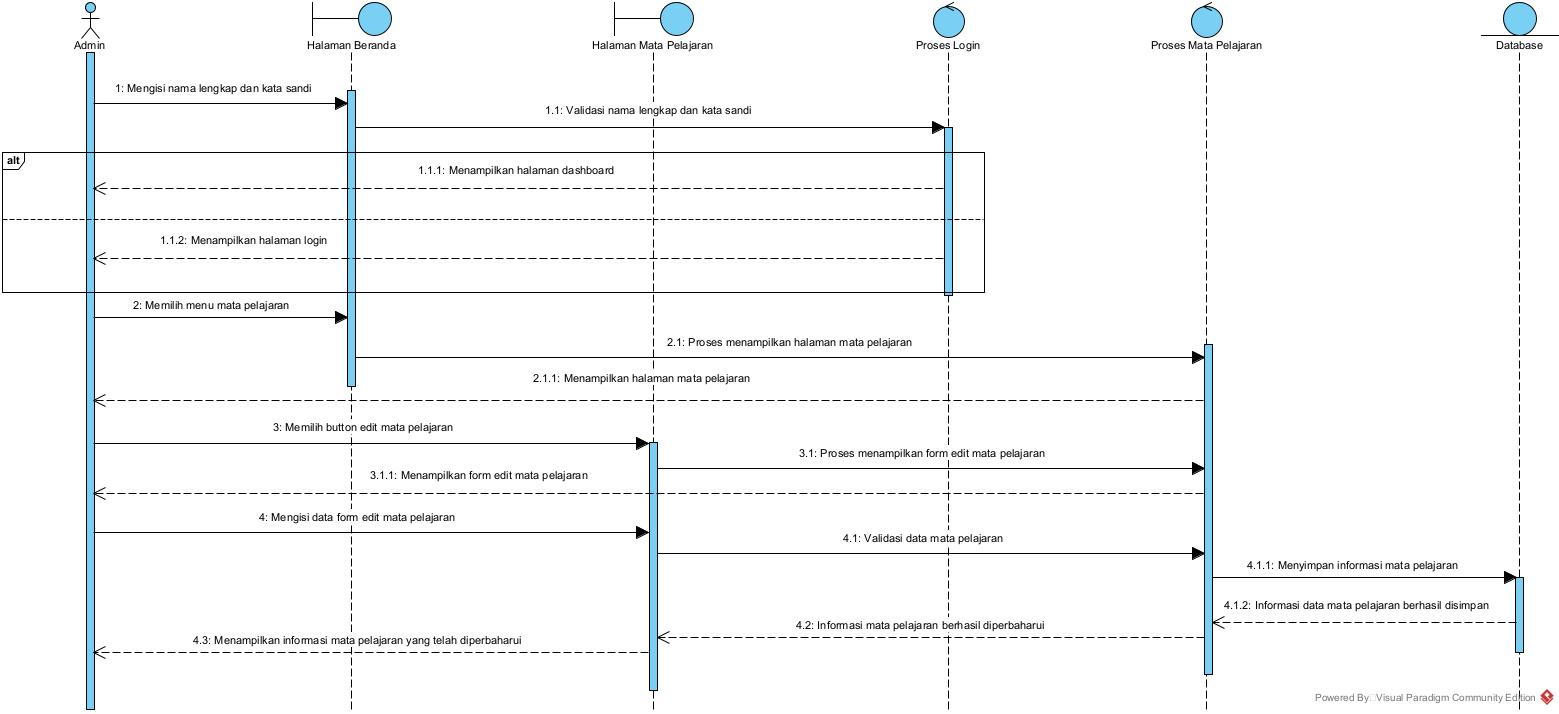 Admin
Halaman Beranda
Halaman Mata Pelajaran
Proses Login
Proses Mata Pelajaran
Database
1: Mengisi nama lengkap dan kata sandi
1.1: Validasi nama lengkap dan kata sandi
alt
1.1.1: Menampilkan halaman dashboard
1.1.2: Menampilkan halaman login
2: Memilih menu mata pelajaran
2.1: Proses menampilkan halaman mata pelajaran
2.1.1: Menampilkan halaman mata pelajaran
3: Memilih button edit mata pelajaran
3.1: Proses menampilkan form edit mata pelajaran
3.1.1: Menampilkan form edit mata pelajaran
4: Mengisi data form edit mata pelajaran
4.1: Validasi data mata pelajaran
4.1.1: Menyimpan informasi mata pelajaran
4.1.2: Informasi data mata pelajaran berhasil disimpan
4.2: Informasi mata pelajaran berhasil diperbaharui
4.3: Menampilkan informasi mata pelajaran yang telah diperbaharui
Powered By Visual Paradigm Community Edition